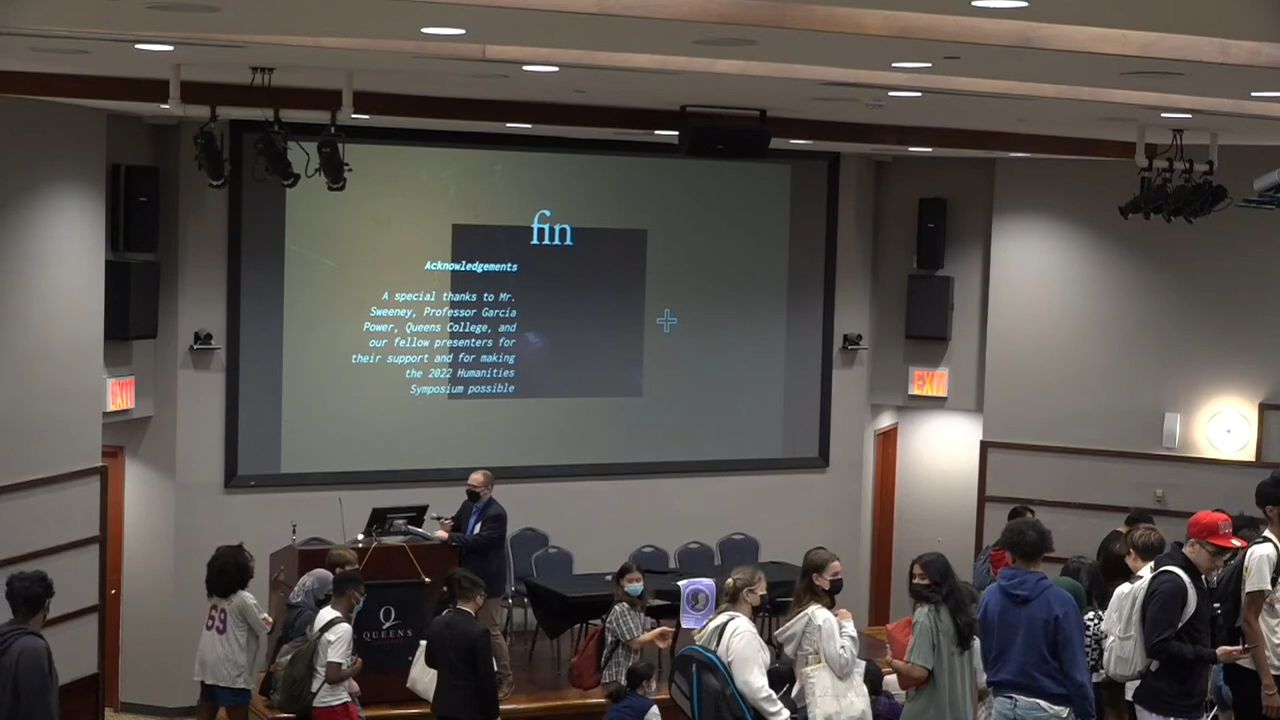 fin
Acknowledgements
A special thanks to Mr.
Sweeney, Professor Garcia
Power, Queens College, and
our fellow presenters for
their support and for making
the 2022 Humanities
Symposium possible
EXIT
EXIT
69
Q
QUEENS